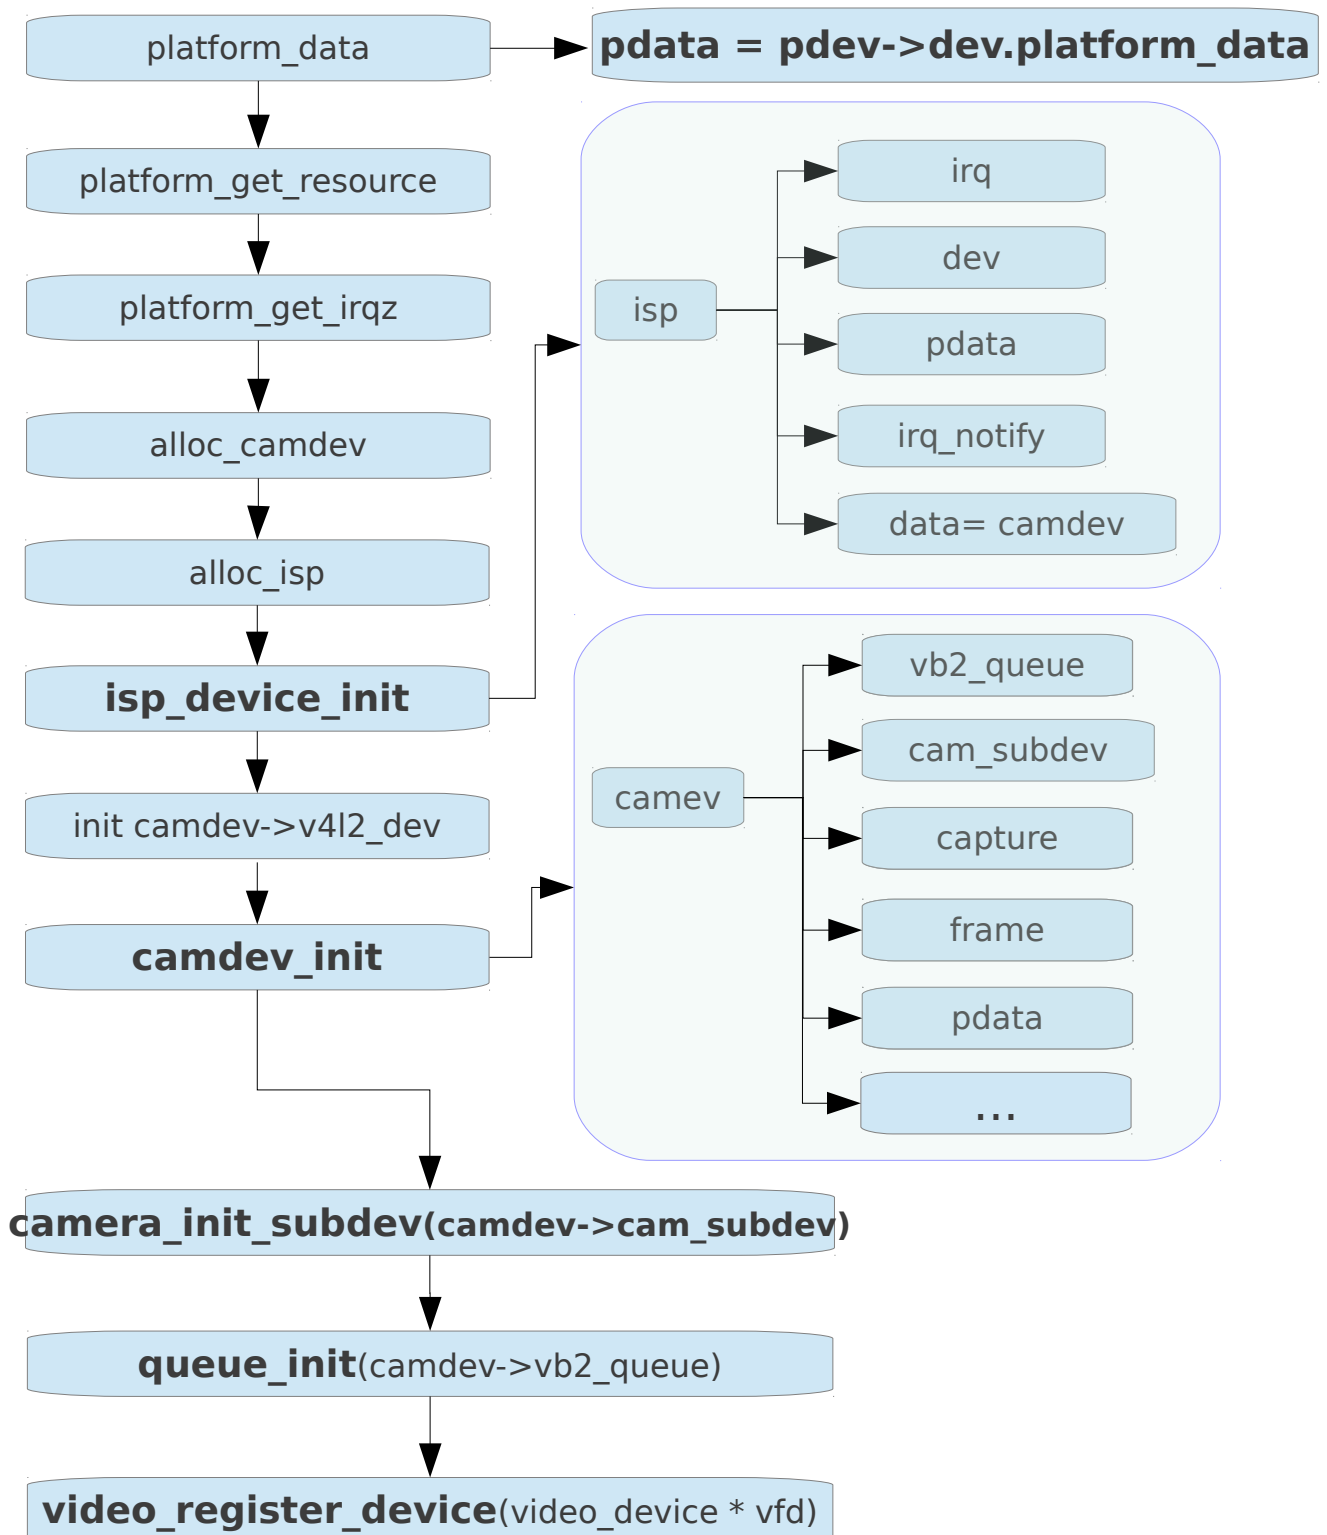 platform_data
pdata = pdev->dev.platform_data
platform_get_resource
platform_get_irqz
alloc_camdev
alloc_isp
isp_device_init
isp
irq
dev
pdata
irq_notify
data= camdev
init camdev->v4l2_dev
camdev_init
camev
vb2_queue
cam_subdev
capture
frame
pdata
...
camera_init_subdev(camdev->cam_subdev)
queue_init(camdev->vb2_queue)
video_register_device(video_device * vfd)